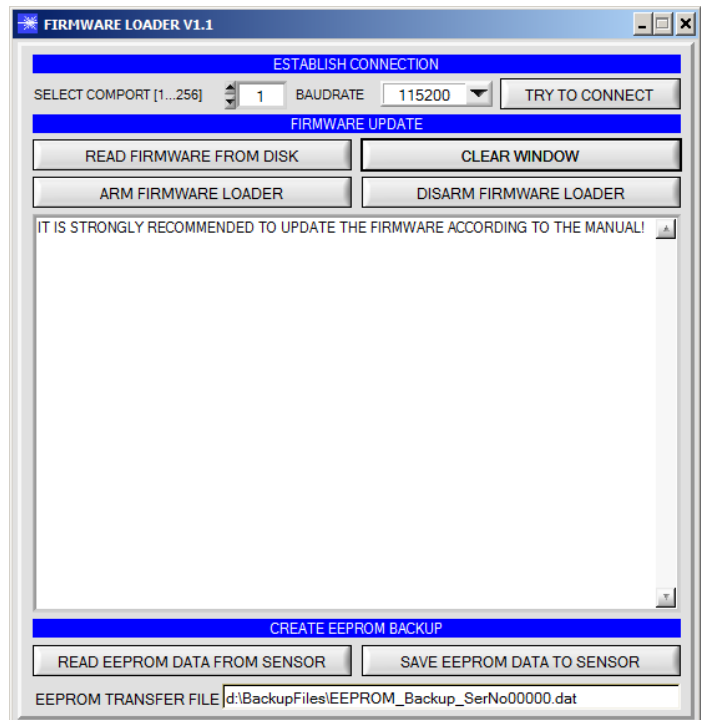 FIRMWARE LOADER V1.1
ESTABLISH CONNECTION
SELECT COMPORT [1...256] 1 BAUDRATE 115200 TRY TO CONNECT
FIRMWARE UPDATE
READ FIRMWARE FROM DISK CLEAR WINDOW
ARM FIRMWARE LOADER DISARM FIRMWARE LOADER
IT IS STRONGLY RECOMMENDED TO UPDATE THE FIRMWARE ACCORDING TO THE MANUAL!
CREATE EEPROM BACKUP
READ EEPROM DATA FROM SENSOR SAVE EEPROM DATA TO SENSOR
EEPROM TRANSFER FILE d:\BackupFiles\EEPROM_Backup_SerNo00000.dat